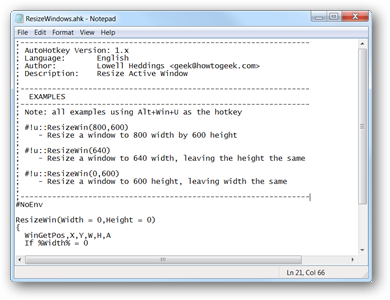 ResizeWindows.ahk - Notepad
File Edit Format View Help
;-----------------------------------------------------------
; AutoHotkey Version: 1.x
; Language:       English
; Author:         Lowell Heddings <geek@howtogeek.com>
; Description:    Resize Active Window
;-----------------------------------------------------------
;  EXAMPLES
;-----------------------------------------------------------
; Note: all examples using Alt+Win+U as the hotkey
;
; #!u::ResizeWin(800,600)
;    - Resize a window to 800 width by 600 height
;
; #!u::ResizeWin(640)
;    - Resize a window to 640 width, leaving the height the same
;
; #!u::ResizeWin(0,600)
;    - Resize a window to 600 height, leaving width the same
;
;-----------------------------------------------------------
#NoEnv
ResizeWin(Width = 0,Height = 0)
{
  WinGetPos,X,Y,W,H,A
  If %Width% = 0
Ln 21, Col 66